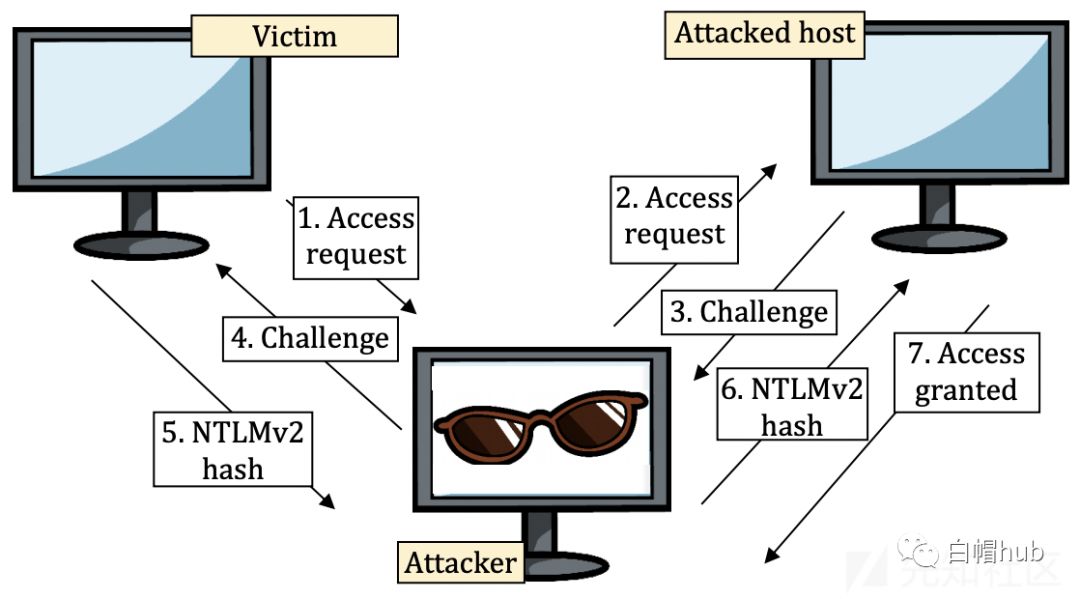 Victim
Attacked host
1. Access
request
2. Access
request
3. Challenge
4. Challenge
5. NTLMv2
hash
6. NTLMv2
hash
7. Access
granted
Attacker
白帽hub
先知社区